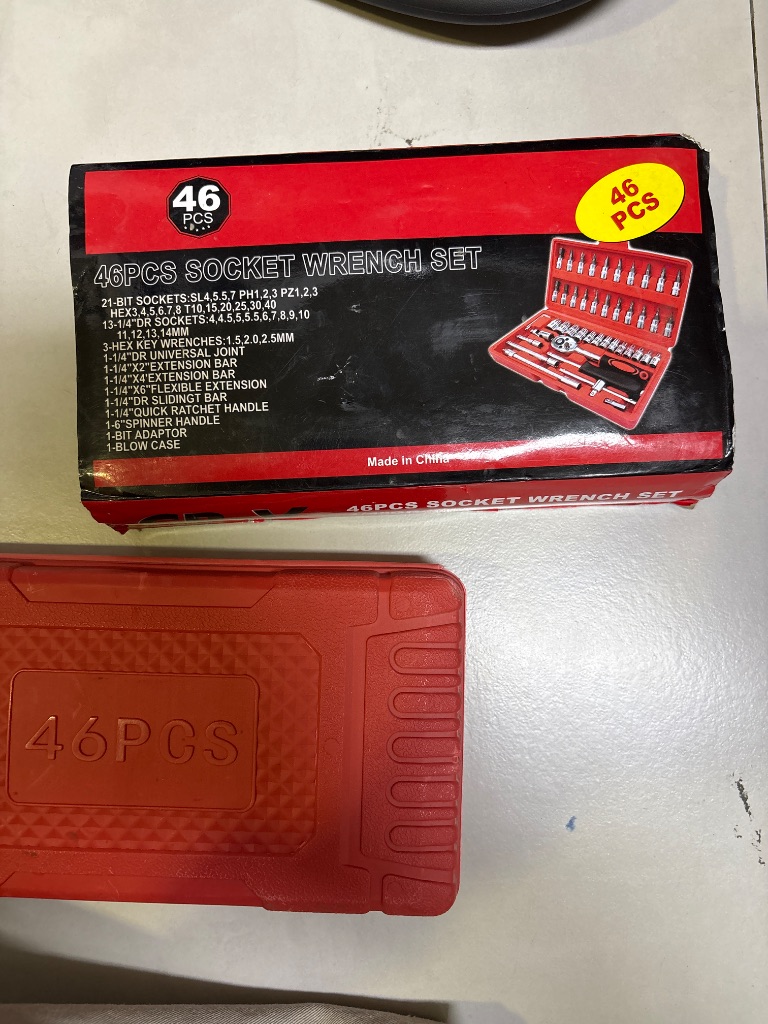 46
PCS
46
PCS
46PCS SOCKET WRENCH SET
21-BIT SOCKETS:SL4,5.5,7 PH1,2,3 PZ1,2,3
HEX3,4,5,6,7,8 T10,15,20,25,30,40
13-1/4"DR SOCKETS:4,4.5,5,5.5,6,7,8,9,10
11,12,13,14MM
3-HEX KEY WRENCHES:1.5,2.0,2.5MM
1-1/4"DR UNIVERSAL JOINT
1-1/4"X2"EXTENSION BAR
1-1/4"X4'EXTENSION BAR
1-1/4"X6"FLEXIBLE EXTENSION
1-1/4"DR SLIDINGT BAR
1-1/4"QUICK RATCHET HANDLE
1-6"SPINNER HANDLE
1-BIT ADAPTOR
1-BLOW CASE
Made in China
46PCS SOCKET WRENCH SET
46PCS